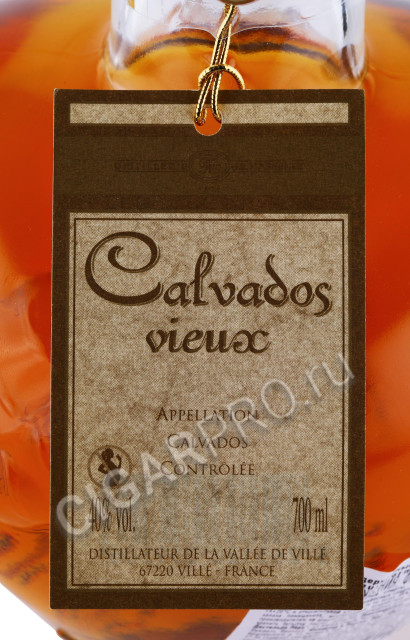 Calvados
vieux
APPELLATION
CALVADOS
CONTRÔLÉE
40% vol. 700 ml
DISTILLATEUR DE LA VALLÉE DE VILLÉ
67220 VILLÉ - FRANCE
CIGARPRO.ru